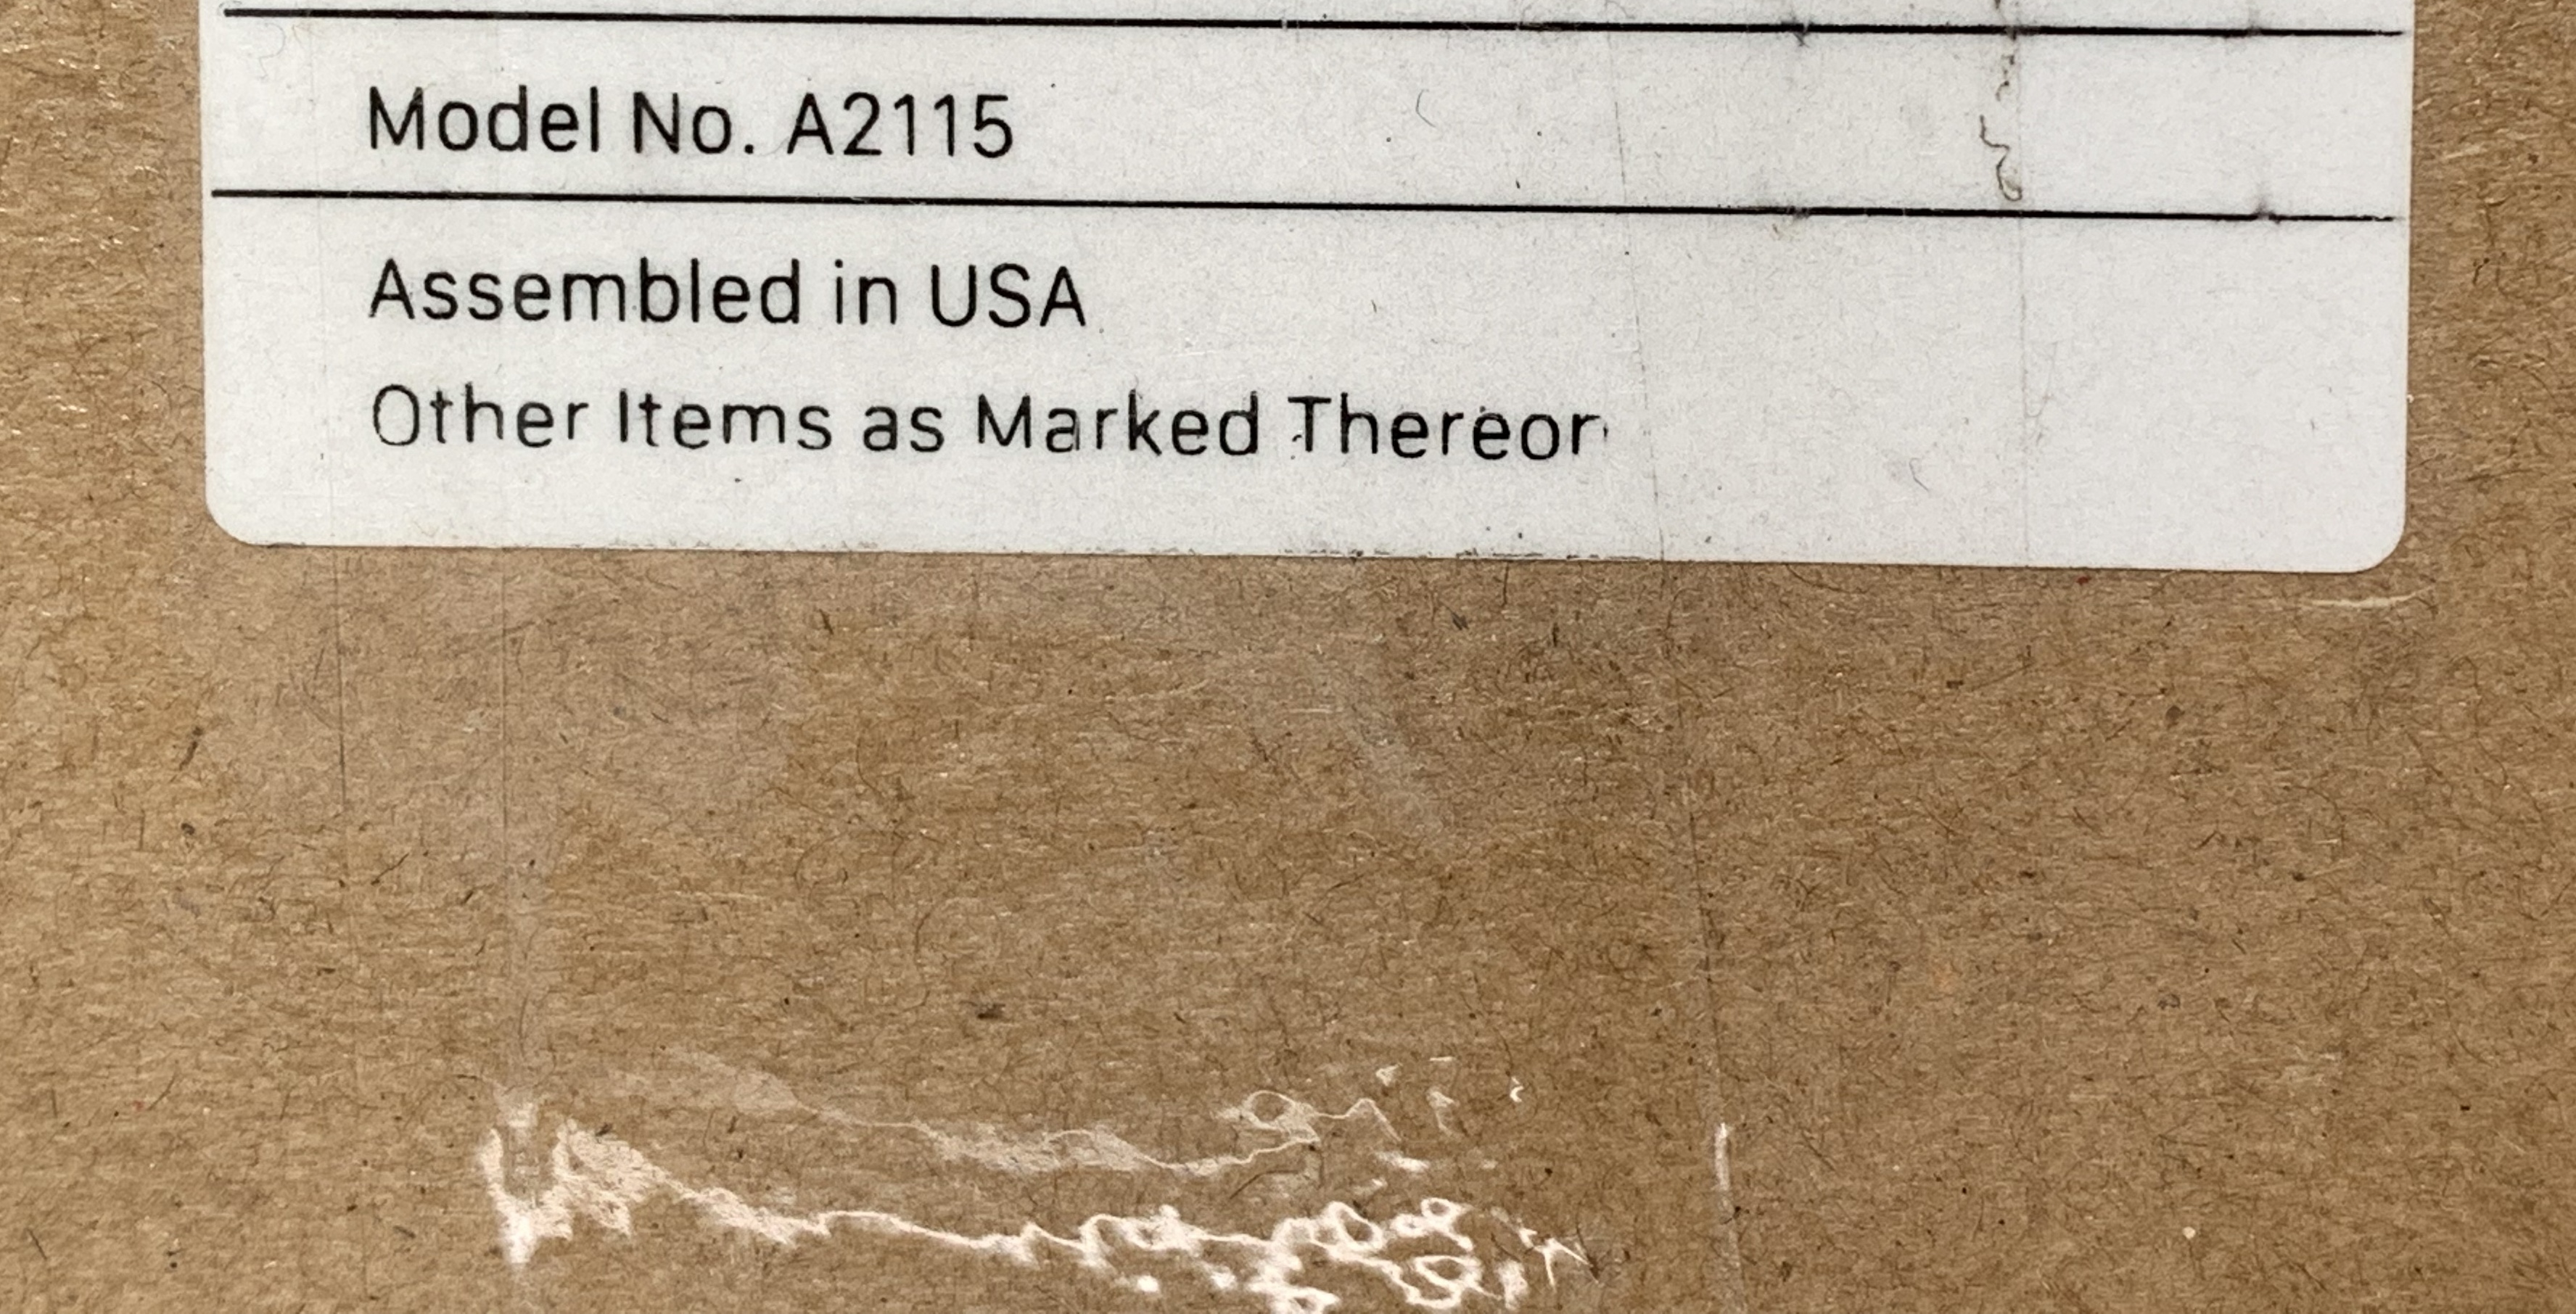 Model No. A2115
Assembled in USA
Other Items as Marked Thereon